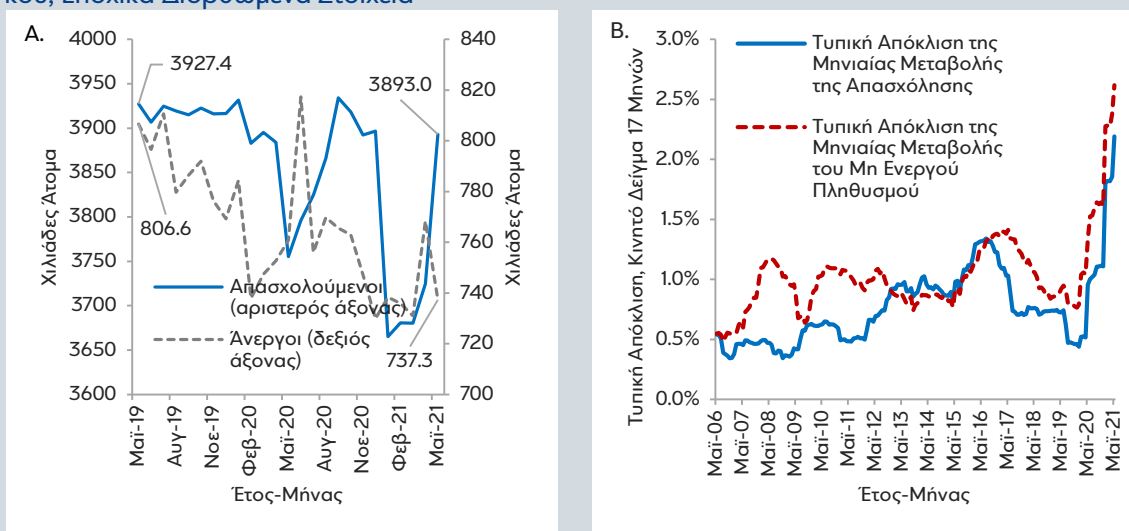 κού, Εποχικά Διορθωμένα Στοιχεία
A.
Χιλιάδες Άτομα
4000
3950
3900
3850
3800
3750
3700
3650
3600
840
820
800
780
760
740
720
700
Χιλιάδες Άτομα
3927.4
3893.0
806.6
737.3
Απασχολούμενοι
(αριστερός άξονας)
Άνεργοι (δεξιός
άξονας)
Μαϊ-19
Αυγ-19
Νοε-19
Φεβ-20
Μαϊ-20
Αυγ-20
Νοε-20
Φεβ-21
Μαϊ-21
Έτος-Μήνας
B.
Τυπική Απόκλιση, Κινητό Δείγμα 17 Μηνών
3.0%
2.5%
2.0%
1.5%
1.0%
0.5%
0.0%
Τυπική Απόκλιση της
Μηνιαίας Μεταβολής
της Απασχόλησης
Τυπική Απόκλιση της
Μηνιαίας Μεταβολής
του Μη Ενεργού
Πληθυσμού
Μαϊ-06
Μαϊ-07
Μαϊ-08
Μαϊ-09
Μαϊ-10
Μαϊ-11
Μαϊ-12
Μαϊ-13
Μαϊ-14
Μαϊ-15
Μαϊ-16
Μαϊ-17
Μαϊ-18
Μαϊ-19
Μαϊ-20
Μαϊ-21
Έτος-Μήνας